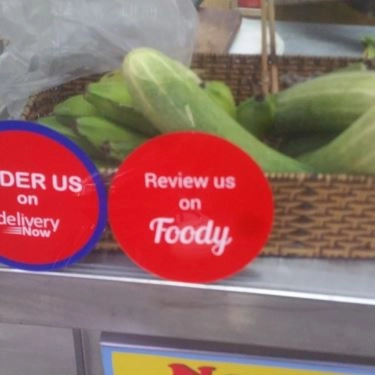 DER US
on
delivery
Now
Review us
on
Foody